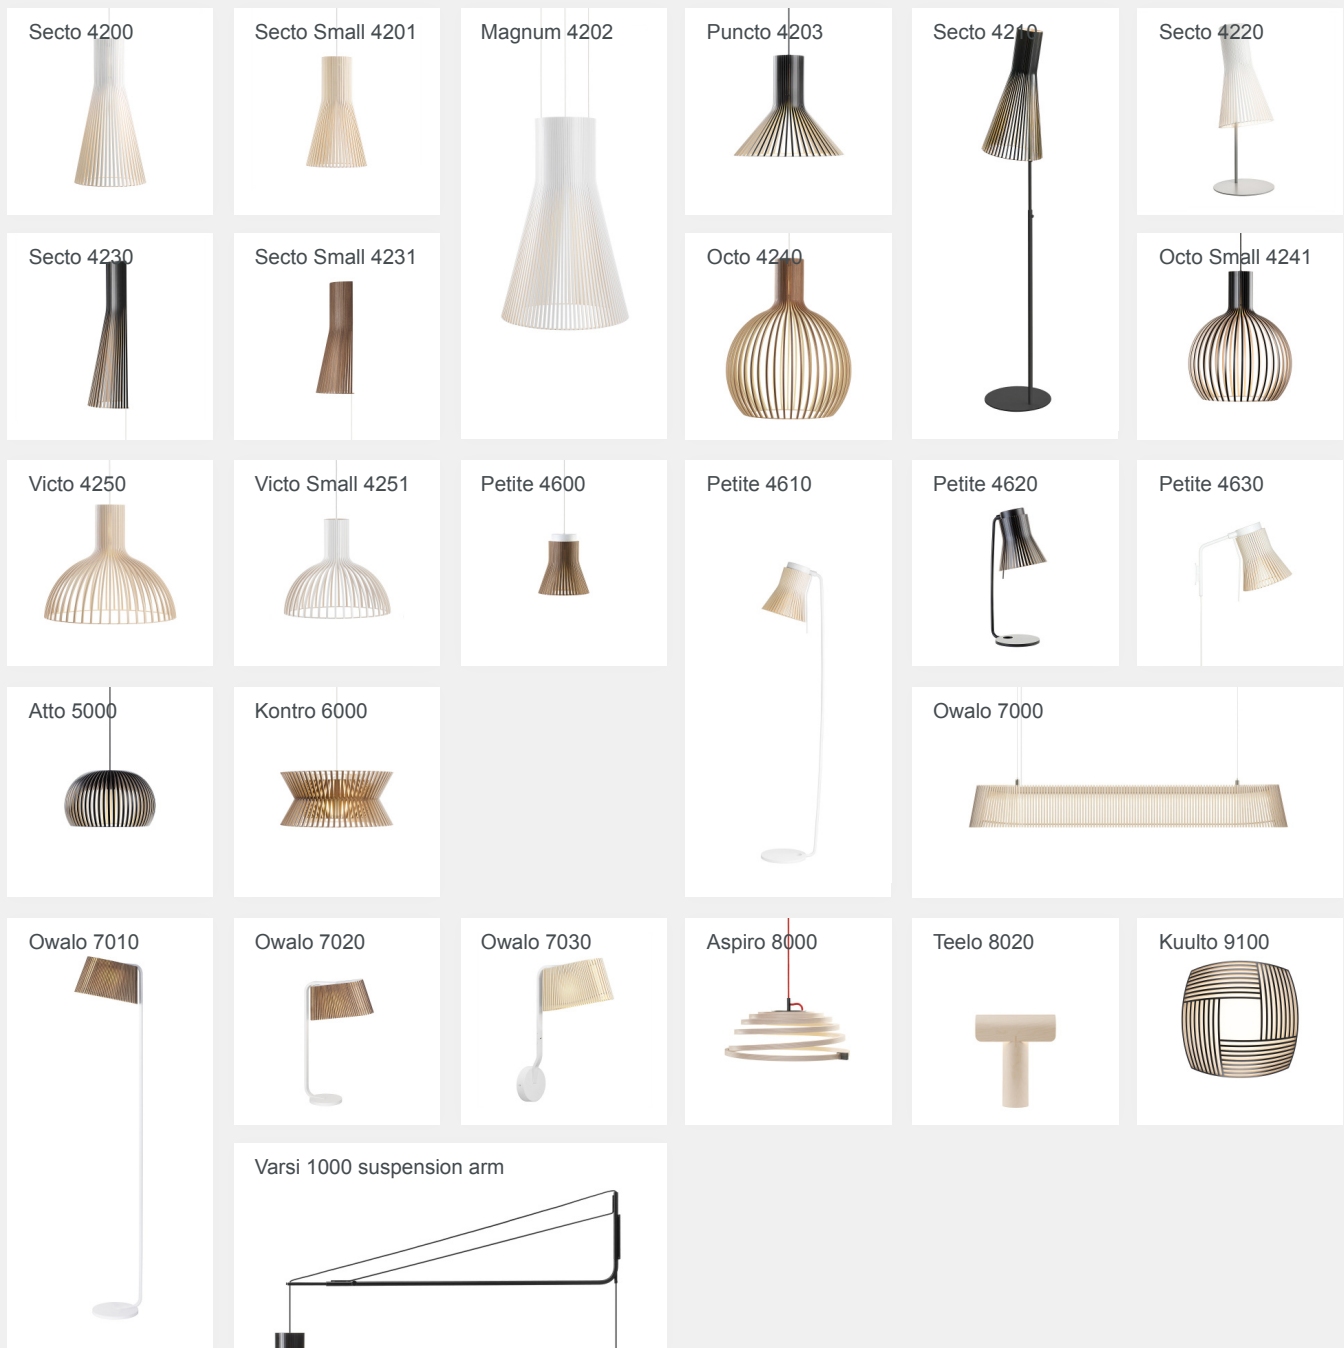 Secto 4200
Secto Small 4201
Magnum 4202
Puncto 4203
Secto 4210
Secto 4220
Secto 4230
Secto Small 4231
Octo 4240
Octo Small 4241
Victo 4250
Victo Small 4251
Petite 4600
Petite 4610
Petite 4620
Petite 4630
Atto 5000
Kontro 6000
Owalo 7000
Owalo 7010
Owalo 7020
Owalo 7030
Aspiro 8000
Teelo 8020
Kuulto 9100
Varsi 1000 suspension arm